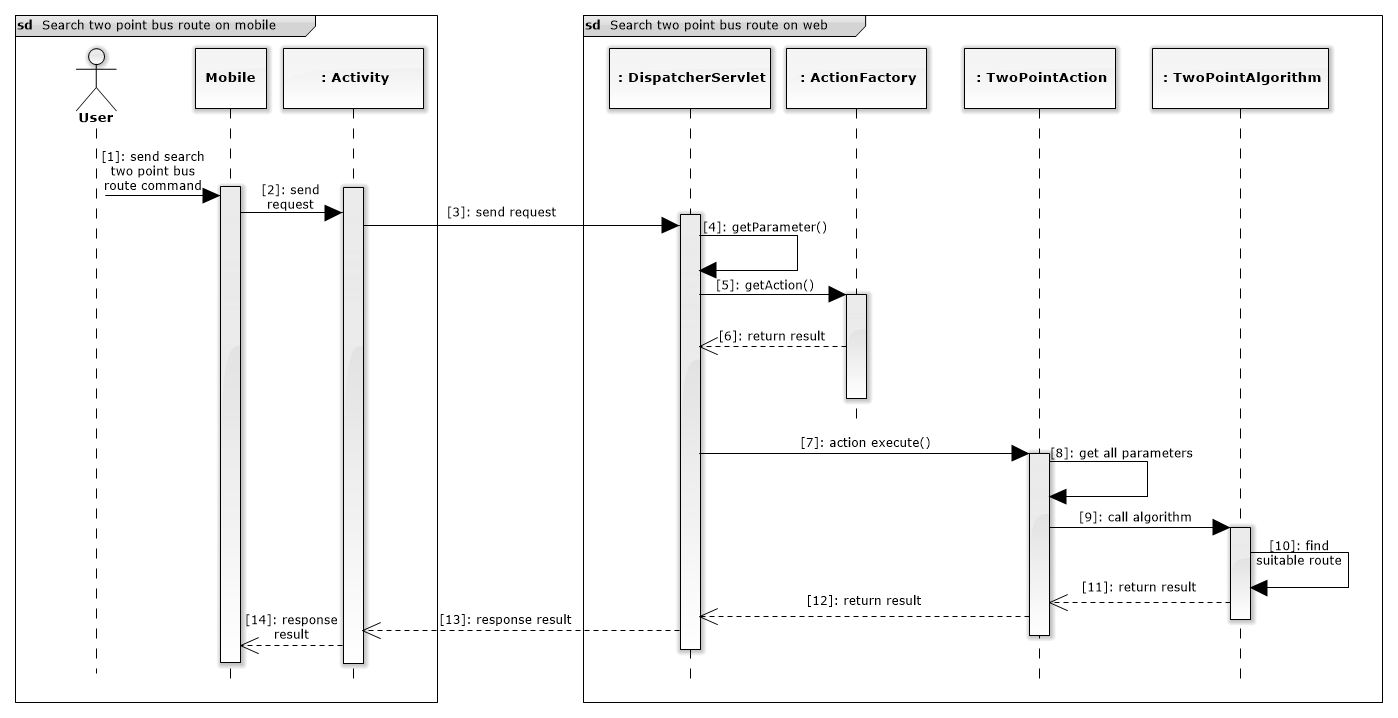 sd Search two point bus route on mobile
sd Search two point bus route on web
User
Mobile
: Activity
: DispatcherServlet
: ActionFactory
: TwoPointAction
: TwoPointAlgorithm
[1]: send search
two point bus
route command
[2]: send
request
[3]: send request
[4]: getParameter()
[5]: getAction()
[6]: return result
[7]: action execute()
[8]: get all parameters
[9]: call algorithm
[10]: find
suitable route
[11]: return result
[12]: return result
[13]: response result
[14]: response
result